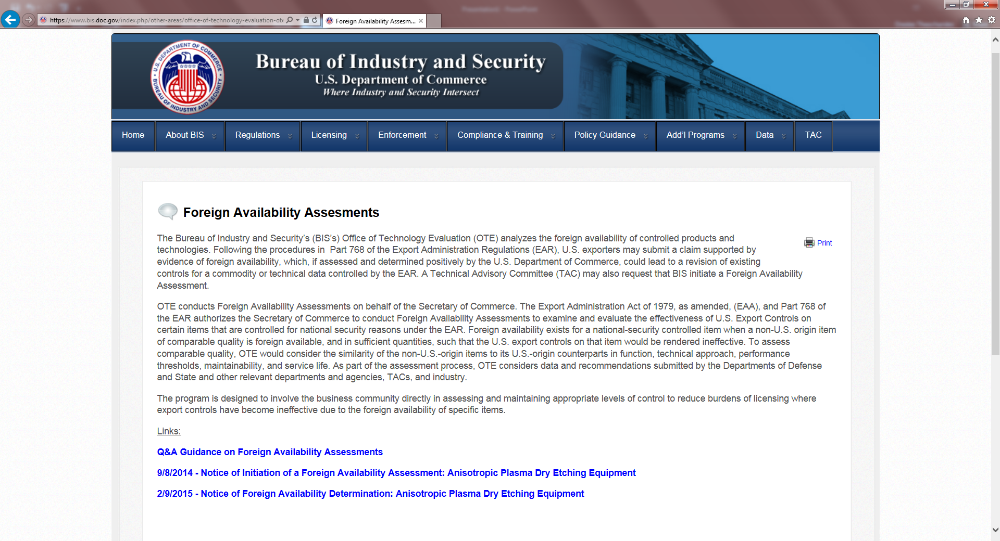 https://www.bis.doc.gov/index.php/other-areas/office-of-technology-evaluation-ote
Foreign Availability Assesm...
U.S. DEPARTMENT OF COMMERCE
BUREAU OF INDUSTRY AND SECURITY
Bureau of Industry and Security
U.S. Department of Commerce
Where Industry and Security Intersect
Home About BIS Regulations Licensing Enforcement Compliance & Training Policy Guidance Add'l Programs Data TAC
Foreign Availability Assesments
Print
The Bureau of Industry and Security's (BIS's) Office of Technology Evaluation (OTE) analyzes the foreign availability of controlled products and
technologies. Following the procedures in  Part 768 of the Export Administration Regulations (EAR), U.S. exporters may submit a claim supported by
evidence of foreign availability, which, if assessed and determined positively by the U.S. Department of Commerce, could lead to a revision of existing
controls for a commodity or technical data controlled by the EAR. A Technical Advisory Committee (TAC) may also request that BIS initiate a Foreign Availability
Assessment.
OTE conducts Foreign Availability Assessments on behalf of the Secretary of Commerce. The Export Administration Act of 1979, as amended, (EAA), and Part 768 of
the EAR authorizes the Secretary of Commerce to conduct Foreign Availability Assessments to examine and evaluate the effectiveness of U.S. Export Controls on
certain items that are controlled for national security reasons under the EAR. Foreign availability exists for a national-security controlled item when a non-U.S. origin item
of comparable quality is foreign available, and in sufficient quantities, such that the U.S. export controls on that item would be rendered ineffective. To assess
comparable quality, OTE would consider the similarity of the non-U.S.-origin items to its U.S.-origin counterparts in function, technical approach, performance
thresholds, maintainability, and service life. As part of the assessment process, OTE considers data and recommendations submitted by the Departments of Defense
and State and other relevant departments and agencies, TACs, and industry.
The program is designed to involve the business community directly in assessing and maintaining appropriate levels of control to reduce burdens of licensing where
export controls have become ineffective due to the foreign availability of specific items.
Links:
Q&A Guidance on Foreign Availability Assessments
9/8/2014 - Notice of Initiation of a Foreign Availability Assessment: Anisotropic Plasma Dry Etching Equipment
2/9/2015 - Notice of Foreign Availability Determination: Anisotropic Plasma Dry Etching Equipment